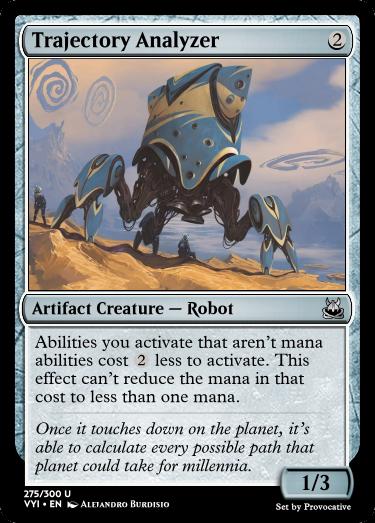 Trajectory Analyzer 2
Artifact Creature — Robot
Abilities you activate that aren't mana
abilities cost 2 less to activate. This
effect can't reduce the mana in that
cost to less than one mana.
Once it touches down on the planet, it's
able to calculate every possible path that
planet could take for millennia.
1/3
275/300 U
VYI • EN Alejandro Burdisio
Set by Provocative